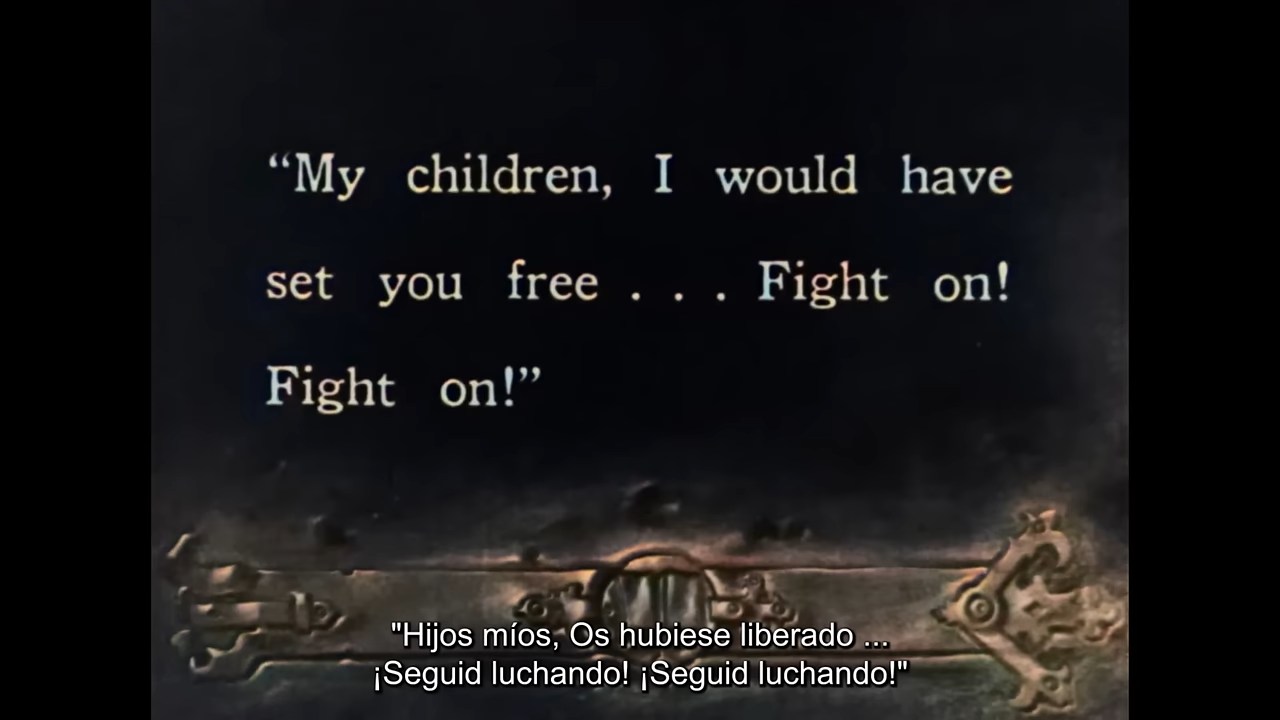 “My children, I would have
set you free . . . Fight on!
Fight on!”
"Hijos míos, Os hubiese liberado ...
¡Seguid luchando! ¡Seguid luchando!"